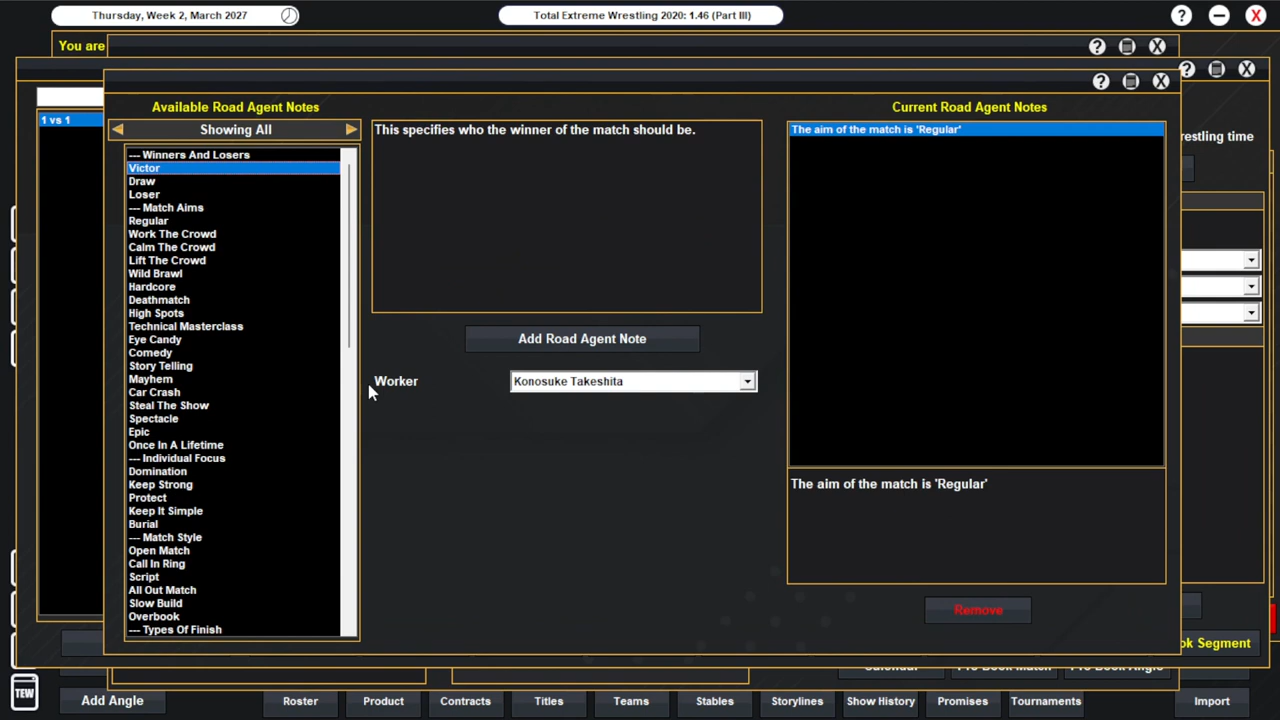 Thursday, Week 2, March 2027
Total Extreme Wrestling 2020: 1.46 (Part III)
You are
Available Road Agent Notes
Current Road Agent Notes
1 vs 1
Showing All
This specifies who the winner of the match should be.
The aim of the match is 'Regular'
restling time
--- Winners And Losers
Victor
Draw
Loser
--- Match Aims
Regular
Work The Crowd
Calm The Crowd
Lift The Crowd
Wild Brawl
Hardcore
Deathmatch
High Spots
Technical Masterclass
Eye Candy
Comedy
Story Telling
Mayhem
Car Crash
Steal The Show
Spectacle
Epic
Once In A Lifetime
--- Individual Focus
Domination
Keep Strong
Protect
Keep It Simple
Burial
--- Match Style
Open Match
Call In Ring
Script
All Out Match
Slow Build
Overbook
--- Types Of Finish
Add Road Agent Note
Worker
Konosuke Takeshita
The aim of the match is 'Regular'
Remove
ok Segment
TEW
Add Angle
Roster
Product
Contracts
Titles
Teams
Stables
Storylines
Show History
Promises
Tournaments
Import